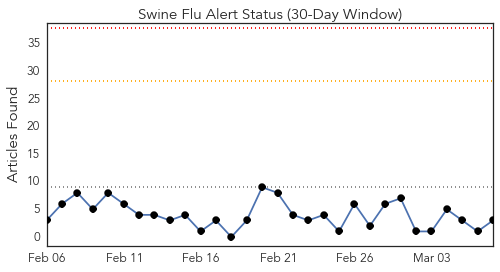 Swine Flu Alert Status (30-Day Window)
Articles Found
35
30
25
20
15
10
5
0
Feb 06 Feb 11 Feb 16 Feb 21 Feb 26 Mar 03